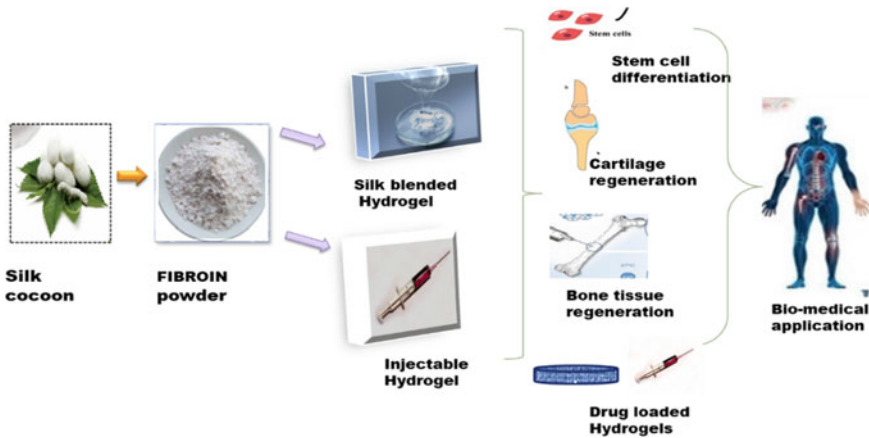 Silk
cocoon
FIBROIN
powder
Silk blended
Hydrogel
Injectable
Hydrogel
Stem cells
Stem cell
differentiation
Cartilage
regeneration
Bone tissue
regeneration
Drug loaded
Hydrogels
Bio-medical
application